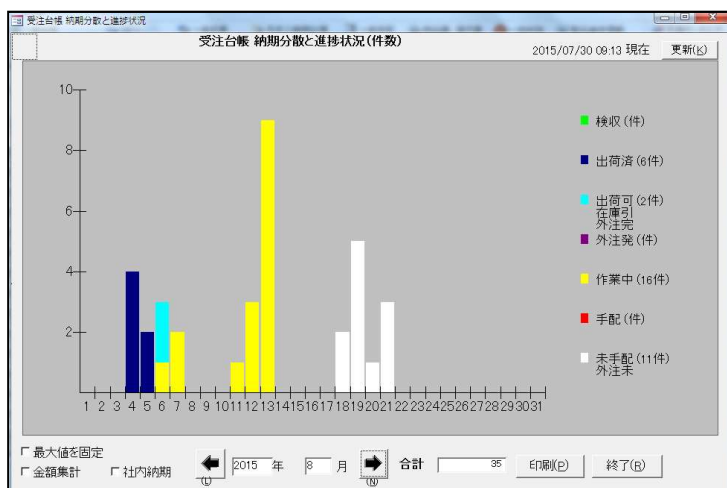 受注台帳 納期分散と進捗状況
受注台帳 納期分散と進捗状況(件数)
2015/07/30 09:13 現在
更新(K)
10
8
6
4
2
1 2 3 4 5 6 7 8 9 10 11 12 13 14 15 16 17 18 19 20 21 22 23 24 25 26 27 28 29 30 31
検収(件)
出荷済(6件)
出荷可(2件)
在庫引
外注完
外注発(件)
作業中(16件)
手配(件)
未手配(11件)
外注未
最大値を固定
金額集計 社内納期
(L) 2015 年 8 月 (N) 合計 35 印刷(P) 終了(R)